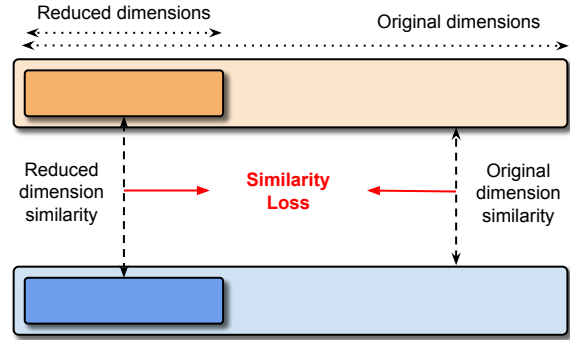 Reduced dimensions
Original dimensions
Reduced
dimension
similarity
Similarity
Loss
Original
dimension
similarity